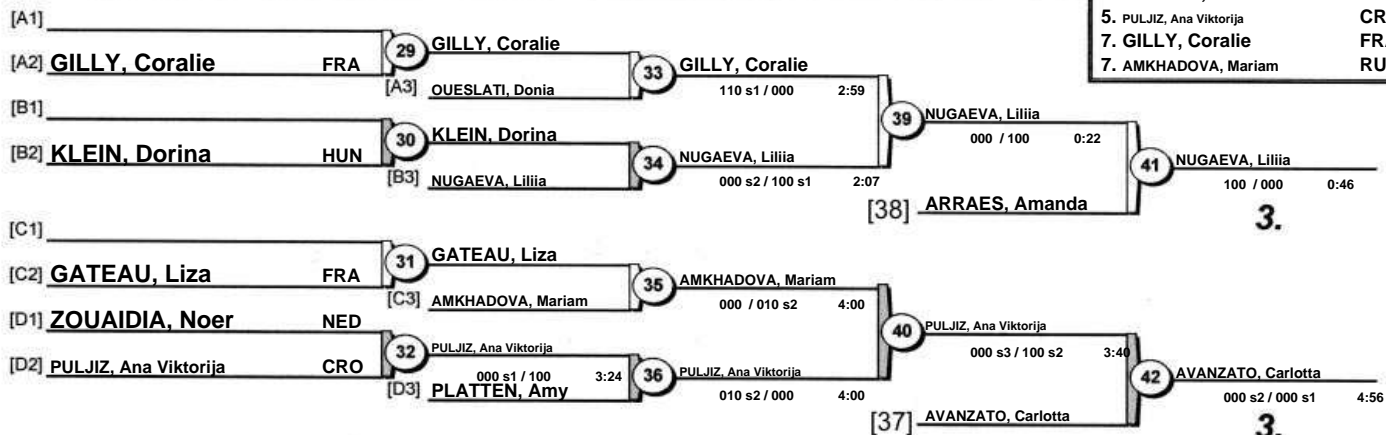 5. PULJIZ, Ana Viktorija CR
7. GILLY, Coralie FR
7. AMKHADOVA, Mariam RU
[A1]
[A2] GILLY, Coralie FRA
29 GILLY, Coralie
[A3] OUESLATI, Donia
33 GILLY, Coralie
110 s1 / 000 2:59
[B1]
[B2] KLEIN, Dorina HUN
30 KLEIN, Dorina
[B3] NUGAEVA, Liliia
34 NUGAEVA, Liliia
000 s2 / 100 s1 2:07
39 NUGAEVA, Liliia
000 / 100 0:22
[38] ARRAES, Amanda
41 NUGAEVA, Liliia
100 / 000 0:46
3.
[C1]
[C2] GATEAU, Liza FRA
31 GATEAU, Liza
[C3] AMKHADOVA, Mariam
35 AMKHADOVA, Mariam
000 / 010 s2 4:00
[D1] ZOUAIDIA, Noer NED
[D2] PULJIZ, Ana Viktorija CRO
32 PULJIZ, Ana Viktorija
000 s1 / 100 3:24
[D3] PLATTEN, Amy
36 PULJIZ, Ana Viktorija
010 s2 / 000 4:00
40 PULJIZ, Ana Viktorija
000 s3 / 100 s2 3:40
[37] AVANZATO, Carlotta
42 AVANZATO, Carlotta
000 s2 / 000 s1 4:56
3.